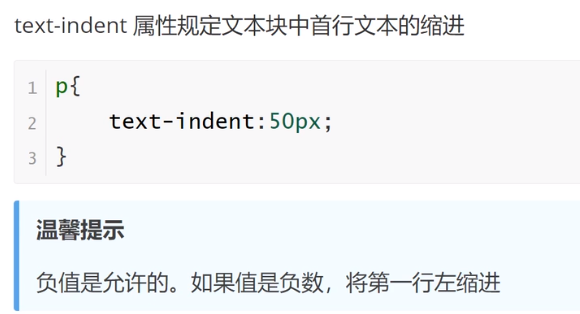 text-indent 属性规定文本块中首行文本的缩进
1 p{
2     text-indent:50px;
3 }
温馨提示
负值是允许的。如果值是负数，将第一行左缩进